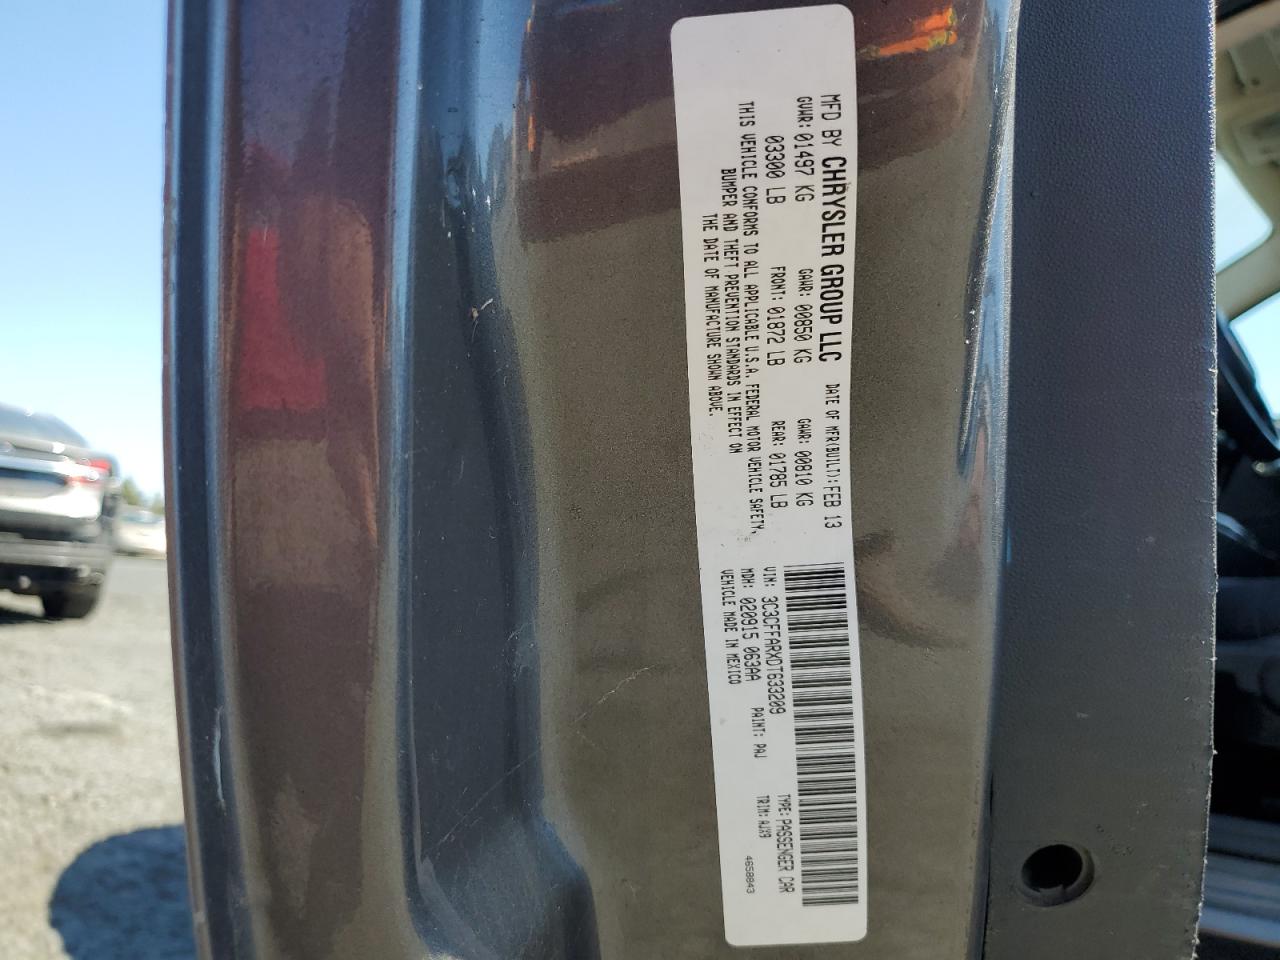 MFD BY CHRYSLER GROUP LLC DATE OF MFR(BUILT): FEB 13
GVWR: 01497 KG GAWR: 00850 KG GAWR: 00810 KG
03300 LB FRONT: 01872 LB REAR: 01785 LB
THIS VEHICLE CONFORMS TO ALL APPLICABLE U.S.A. FEDERAL MOTOR VEHICLE SAFETY,
BUMPER AND THEFT PREVENTION STANDARDS IN EFFECT ON
THE DATE OF MANUFACTURE SHOWN ABOVE.
VIN: 3C3CFFARXDT633209 TYPE: PASSENGER CAR
MDH: 020915 063AA PAINT: PAJ TRIM: AJX9
VEHICLE MADE IN MEXICO 4650843